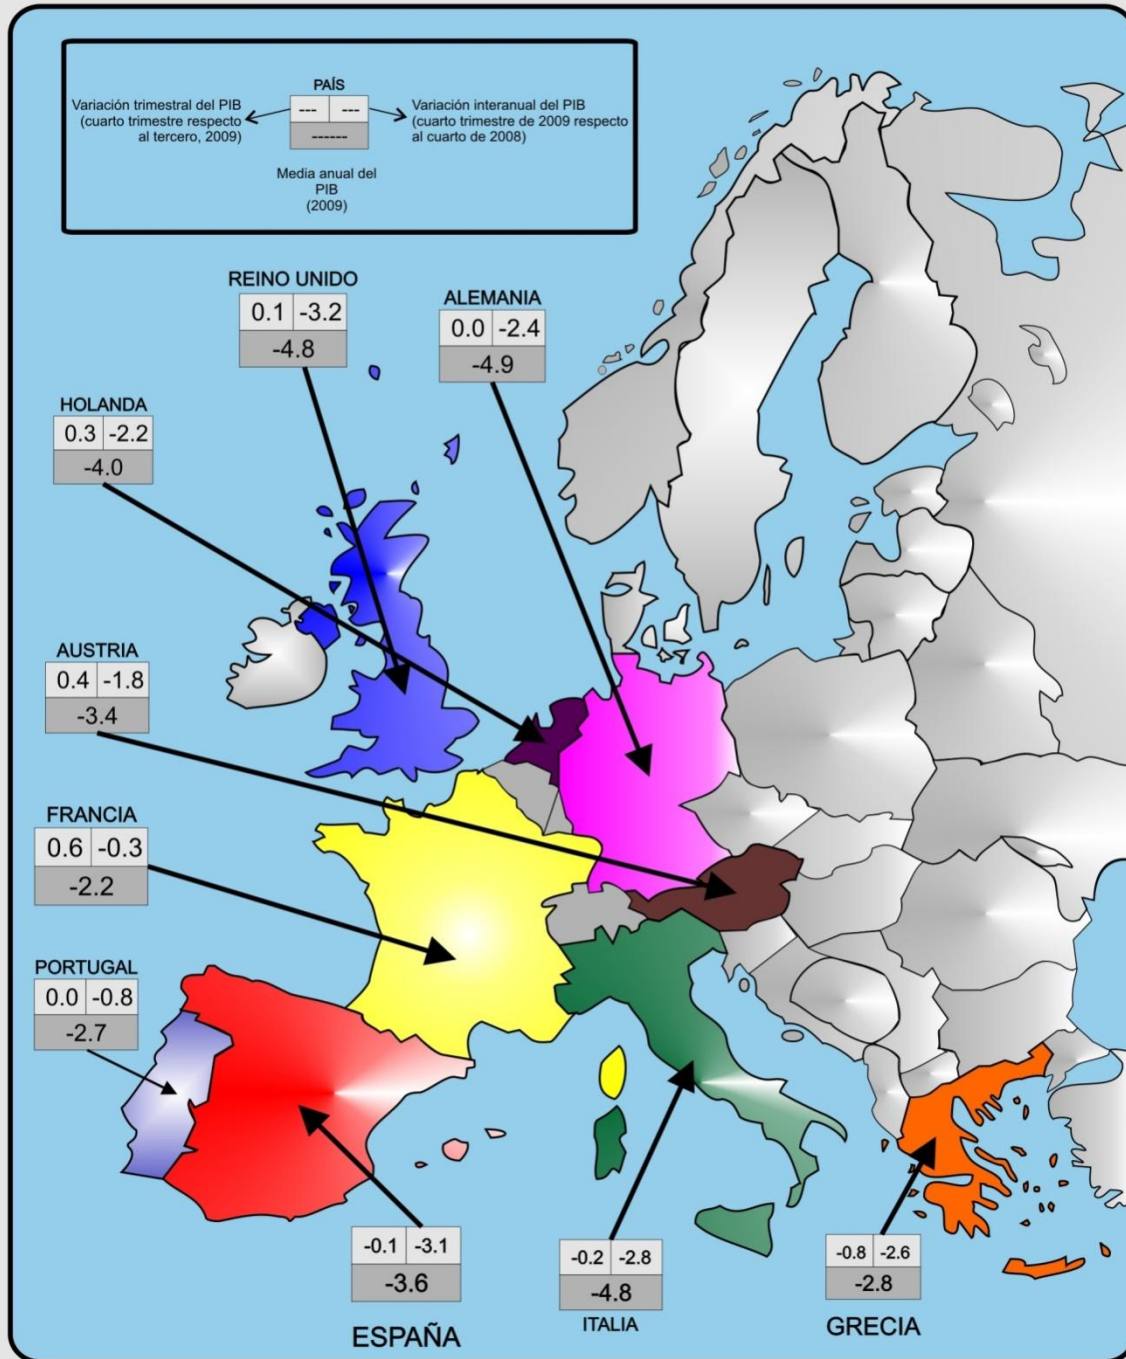 PAÍS
Variación trimestral del PIB
(cuarto trimestre respecto
al tercero, 2009)
--- ---
------
Variación interanual del PIB
(cuarto trimestre de 2009 respecto
al cuarto de 2008)
Media anual del
PIB
(2009)
REINO UNIDO
0.1 -3.2
-4.8
ALEMANIA
0.0 -2.4
-4.9
HOLANDA
0.3 -2.2
-4.0
AUSTRIA
0.4 -1.8
-3.4
FRANCIA
0.6 -0.3
-2.2
PORTUGAL
0.0 -0.8
-2.7
-0.1 -3.1
-3.6
ESPAÑA
-0.2 -2.8
-4.8
ITALIA
-0.8 -2.6
-2.8
GRECIA